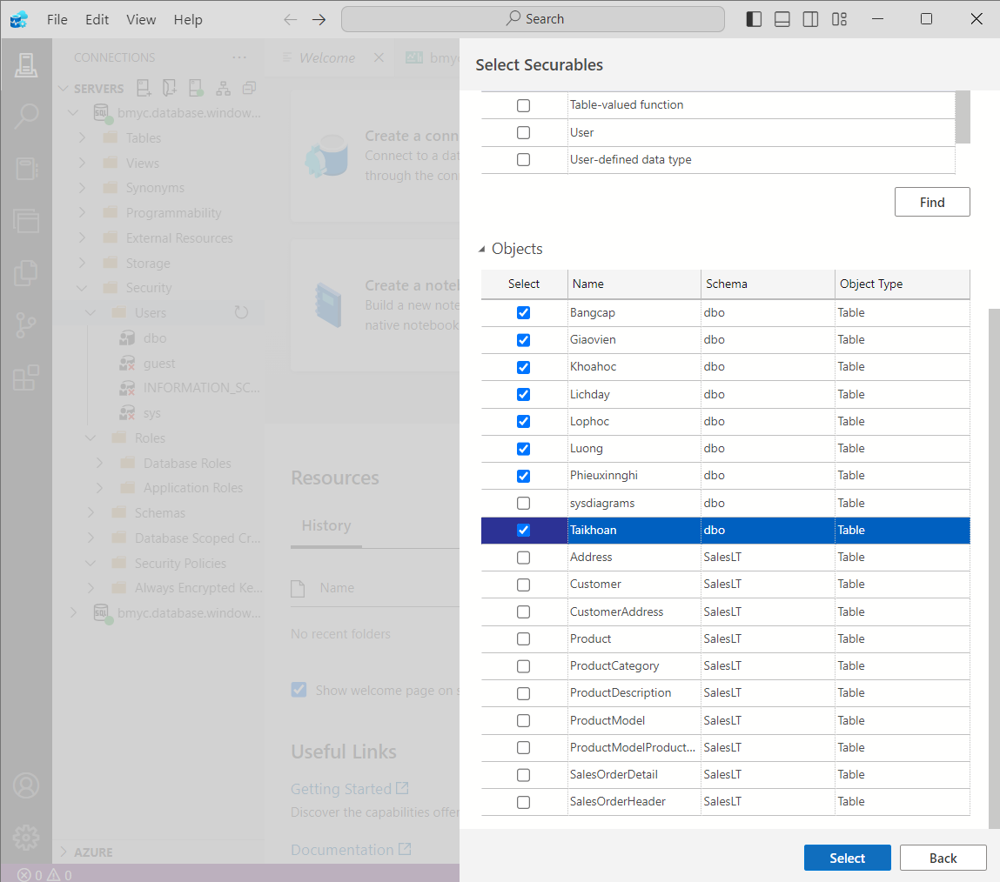 File Edit View Help
Search
CONNECTIONS
SERVERS
bmyc.database.window...
Tables
Views
Synonyms
Programmability
External Resources
Storage
Security
Users
dbo
guest
INFORMATION_SC...
sys
Roles
Database Roles
Application Roles
Schemas
Database Scoped Cr...
Security Policies
Always Encrypted Ke...
bmyc.database.window...
AZURE
0 0
Welcome
bmy
Create a conn
Connect to a dat
through the conn
Create a noteb
Build a new note
native notebook
Resources
History
Name
No recent folders
Show welcome page on s
Useful Links
Getting Started
Discover the capabilities offer
Documentation
Select Securables
Table-valued function
User
User-defined data type
Find
Objects
Select Name Schema Object Type
Bangcap dbo Table
Giaovien dbo Table
Khoahoc dbo Table
Lichday dbo Table
Lophoc dbo Table
Luong dbo Table
Phieuxinnghi dbo Table
sysdiagrams dbo Table
Taikhoan dbo Table
Address SalesLT Table
Customer SalesLT Table
CustomerAddress SalesLT Table
Product SalesLT Table
ProductCategory SalesLT Table
ProductDescription SalesLT Table
ProductModel SalesLT Table
ProductModelProduct... SalesLT Table
SalesOrderDetail SalesLT Table
SalesOrderHeader SalesLT Table
Select Back